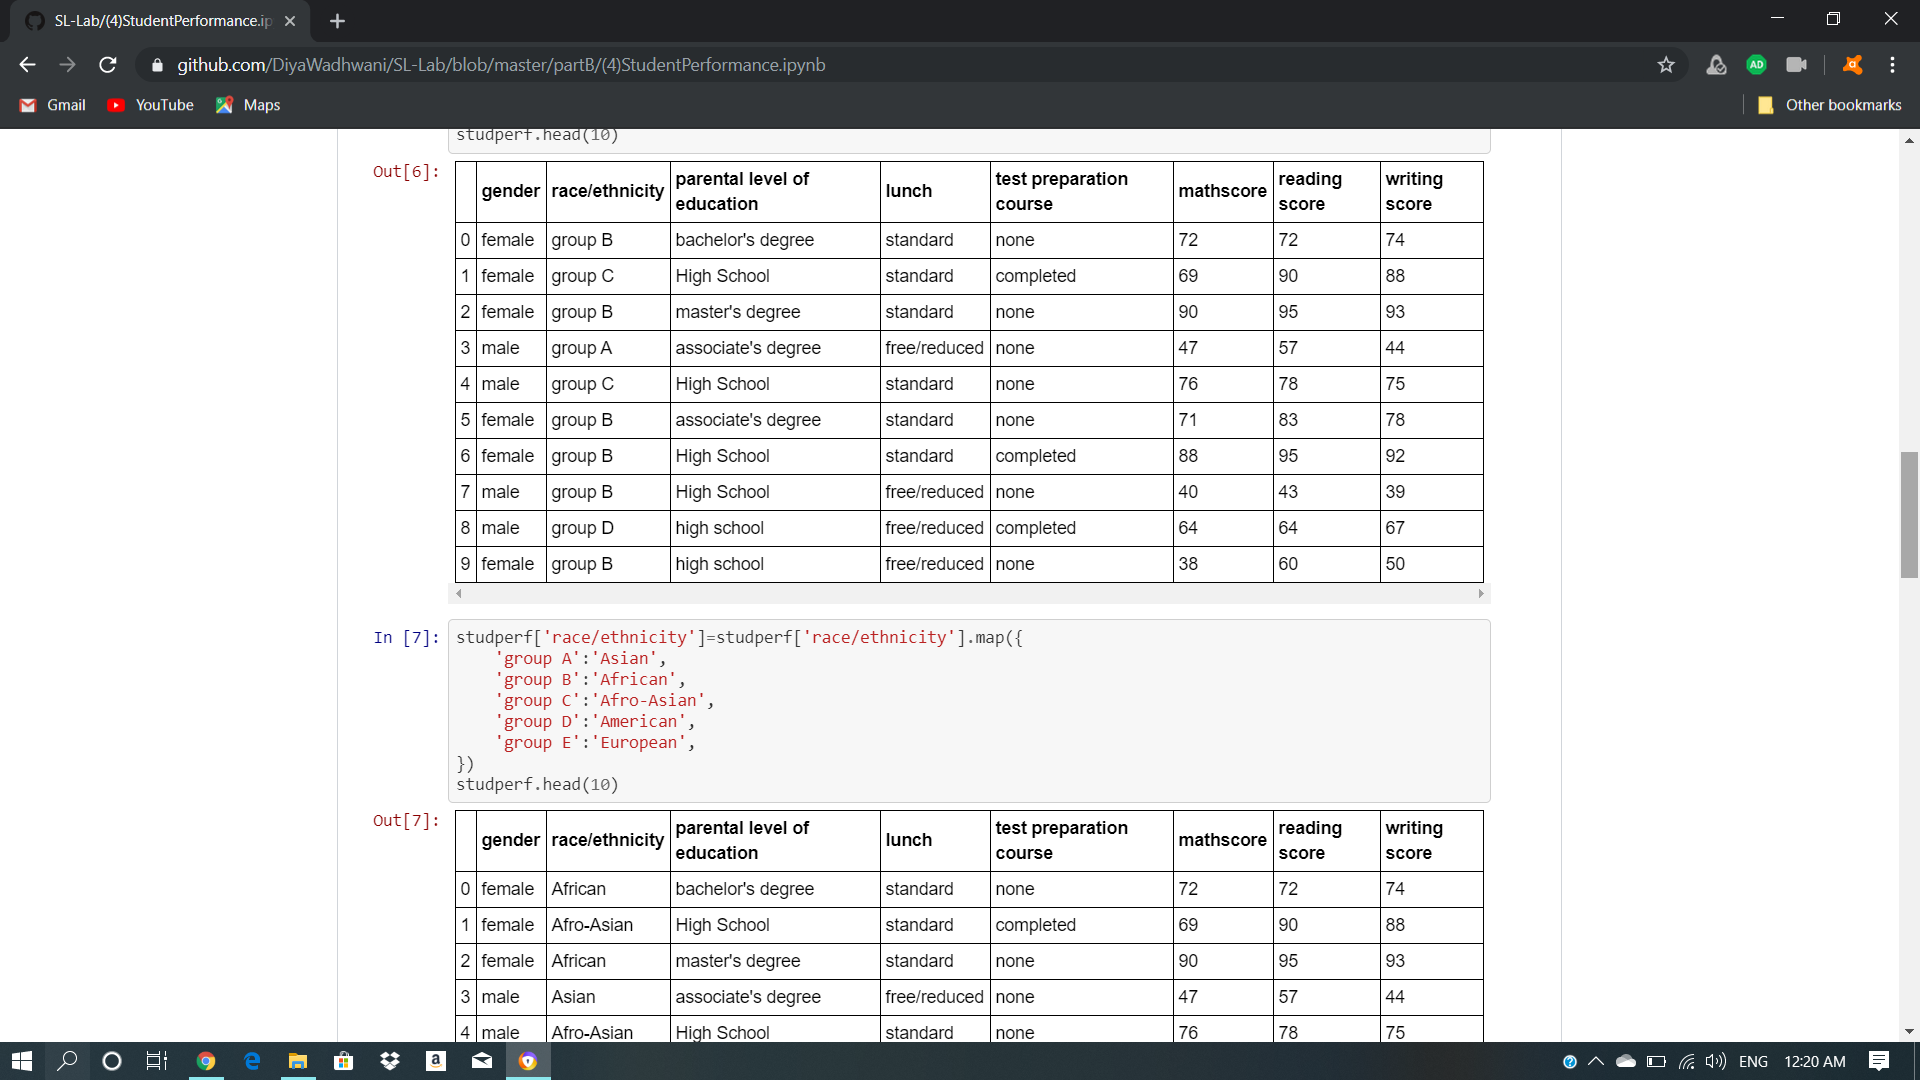 SL-Lab/(4)StudentPerformance.ip
github.com/DiyaWadhwani/SL-Lab/blob/master/partB/(4)StudentPerformance.ipynb
AD
Gmail YouTube Maps Other bookmarks
studperf.head(10)
Out[6]:
gender race/ethnicity parental level of education lunch test preparation course mathscore reading score writing score
0 female group B bachelor's degree standard none 72 72 74
1 female group C High School standard completed 69 90 88
2 female group B master's degree standard none 90 95 93
3 male group A associate's degree free/reduced none 47 57 44
4 male group C High School standard none 76 78 75
5 female group B associate's degree standard none 71 83 78
6 female group B High School standard completed 88 95 92
7 male group B High School free/reduced none 40 43 39
8 male group D high school free/reduced completed 64 64 67
9 female group B high school free/reduced none 38 60 50
In [7]: studperf['race/ethnicity']=studperf['race/ethnicity'].map({
'group A':'Asian',
'group B':'African',
'group C':'Afro-Asian',
'group D':'American',
'group E':'European',
})
studperf.head(10)
Out[7]:
gender race/ethnicity parental level of education lunch test preparation course mathscore reading score writing score
0 female African bachelor's degree standard none 72 72 74
1 female Afro-Asian High School standard completed 69 90 88
2 female African master's degree standard none 90 95 93
3 male Asian associate's degree free/reduced none 47 57 44
4 male Afro-Asian High School standard none 76 78 75
ENG 12:20 AM